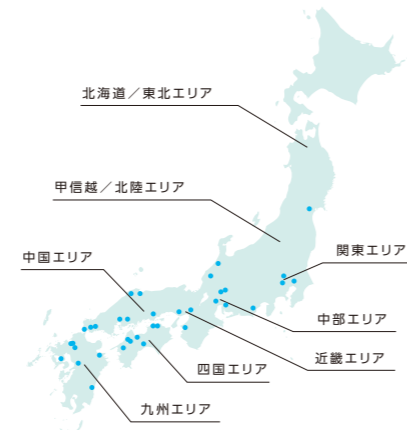 北海道／東北エリア
甲信越／北陸エリア
関東エリア
中国エリア
中部エリア
近畿エリア
四国エリア
九州エリア